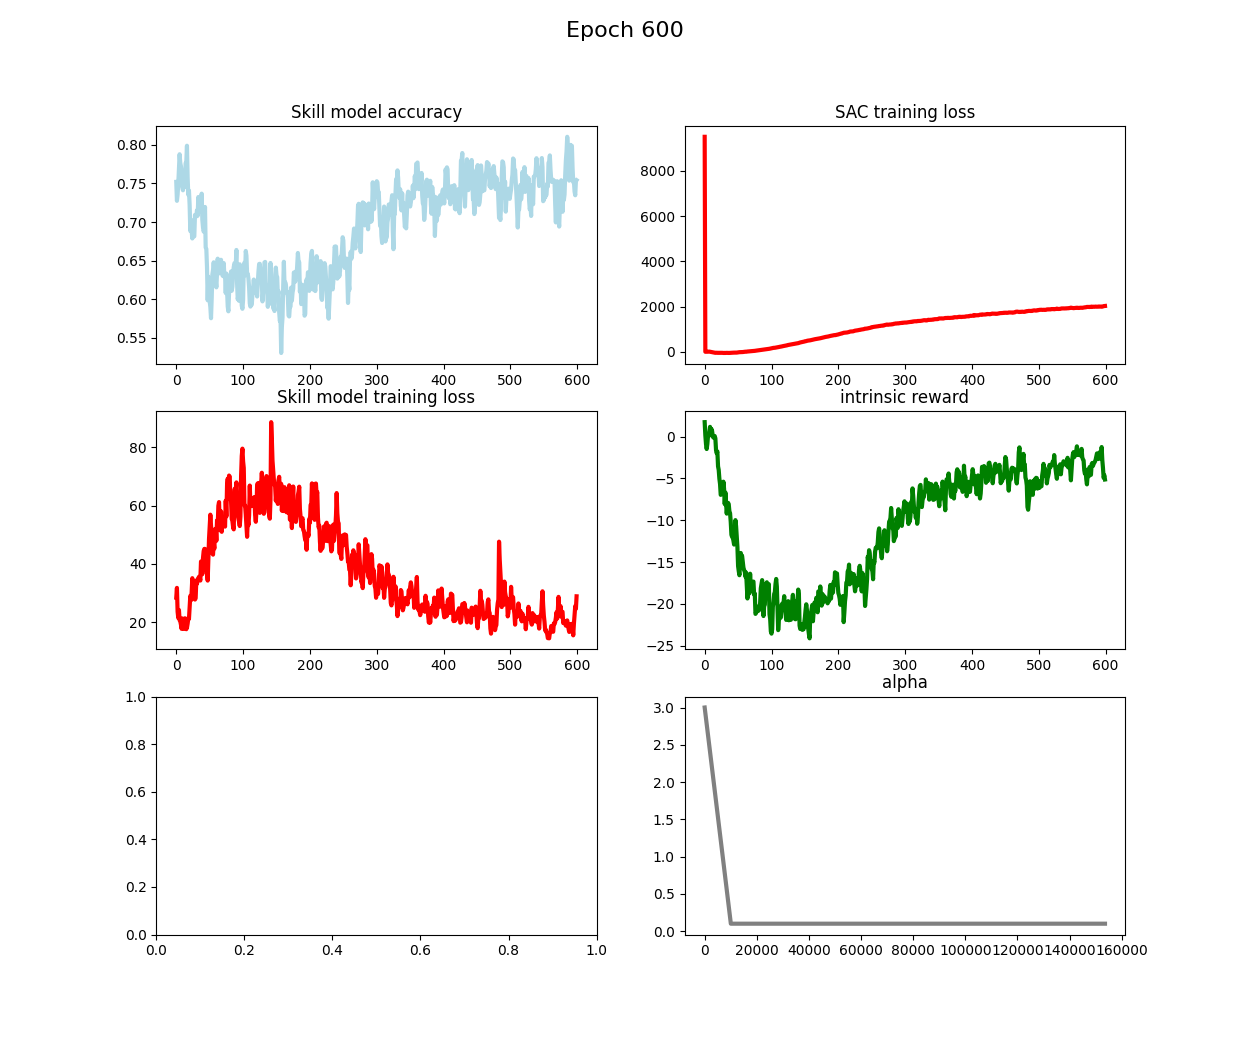 Epoch 600
Skill model accuracy
0.80
0.75
0.70
0.65
0.60
0.55
0 100 200 300 400 500 600
SAC training loss
8000
6000
4000
2000
0
0 100 200 300 400 500 600
Skill model training loss
80
60
40
20
0 100 200 300 400 500 600
intrinsic reward
0
−5
−10
−15
−20
−25
0 100 200 300 400 500 600
1.0
0.8
0.6
0.4
0.2
0.0
0.0 0.2 0.4 0.6 0.8 1.0
alpha
3.0
2.5
2.0
1.5
1.0
0.5
0.0
0 20000 40000 60000 80000 100000 120000 140000 160000